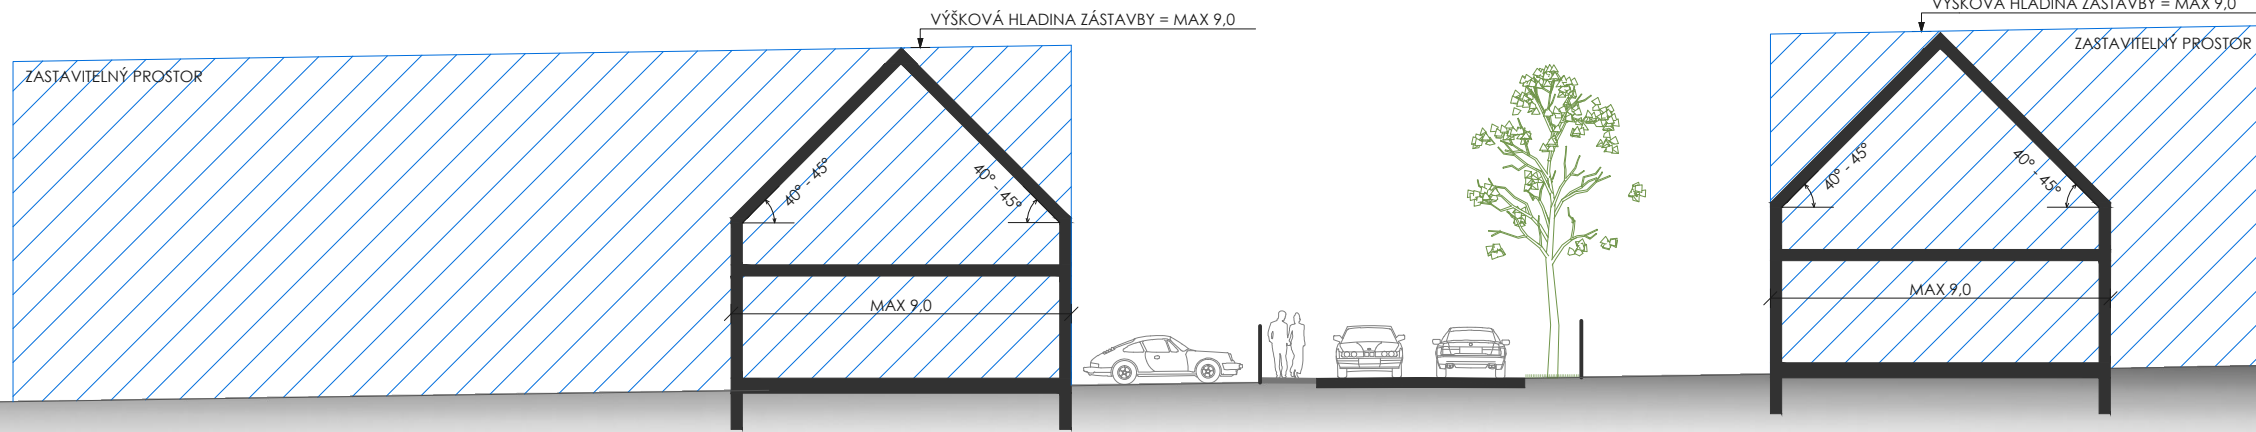 VÝŠKOVÁ HLADINA ZÁSTAVBY = MAX 9,0
VÝŠKOVÁ HLADINA ZÁSTAVBY = MAX 9,0
ZASTAVITELNÝ PROSTOR
ZASTAVITELNÝ PROSTOR
40° - 45°
40° - 45°
40° - 45°
40° - 45°
MAX 9,0
MAX 9,0